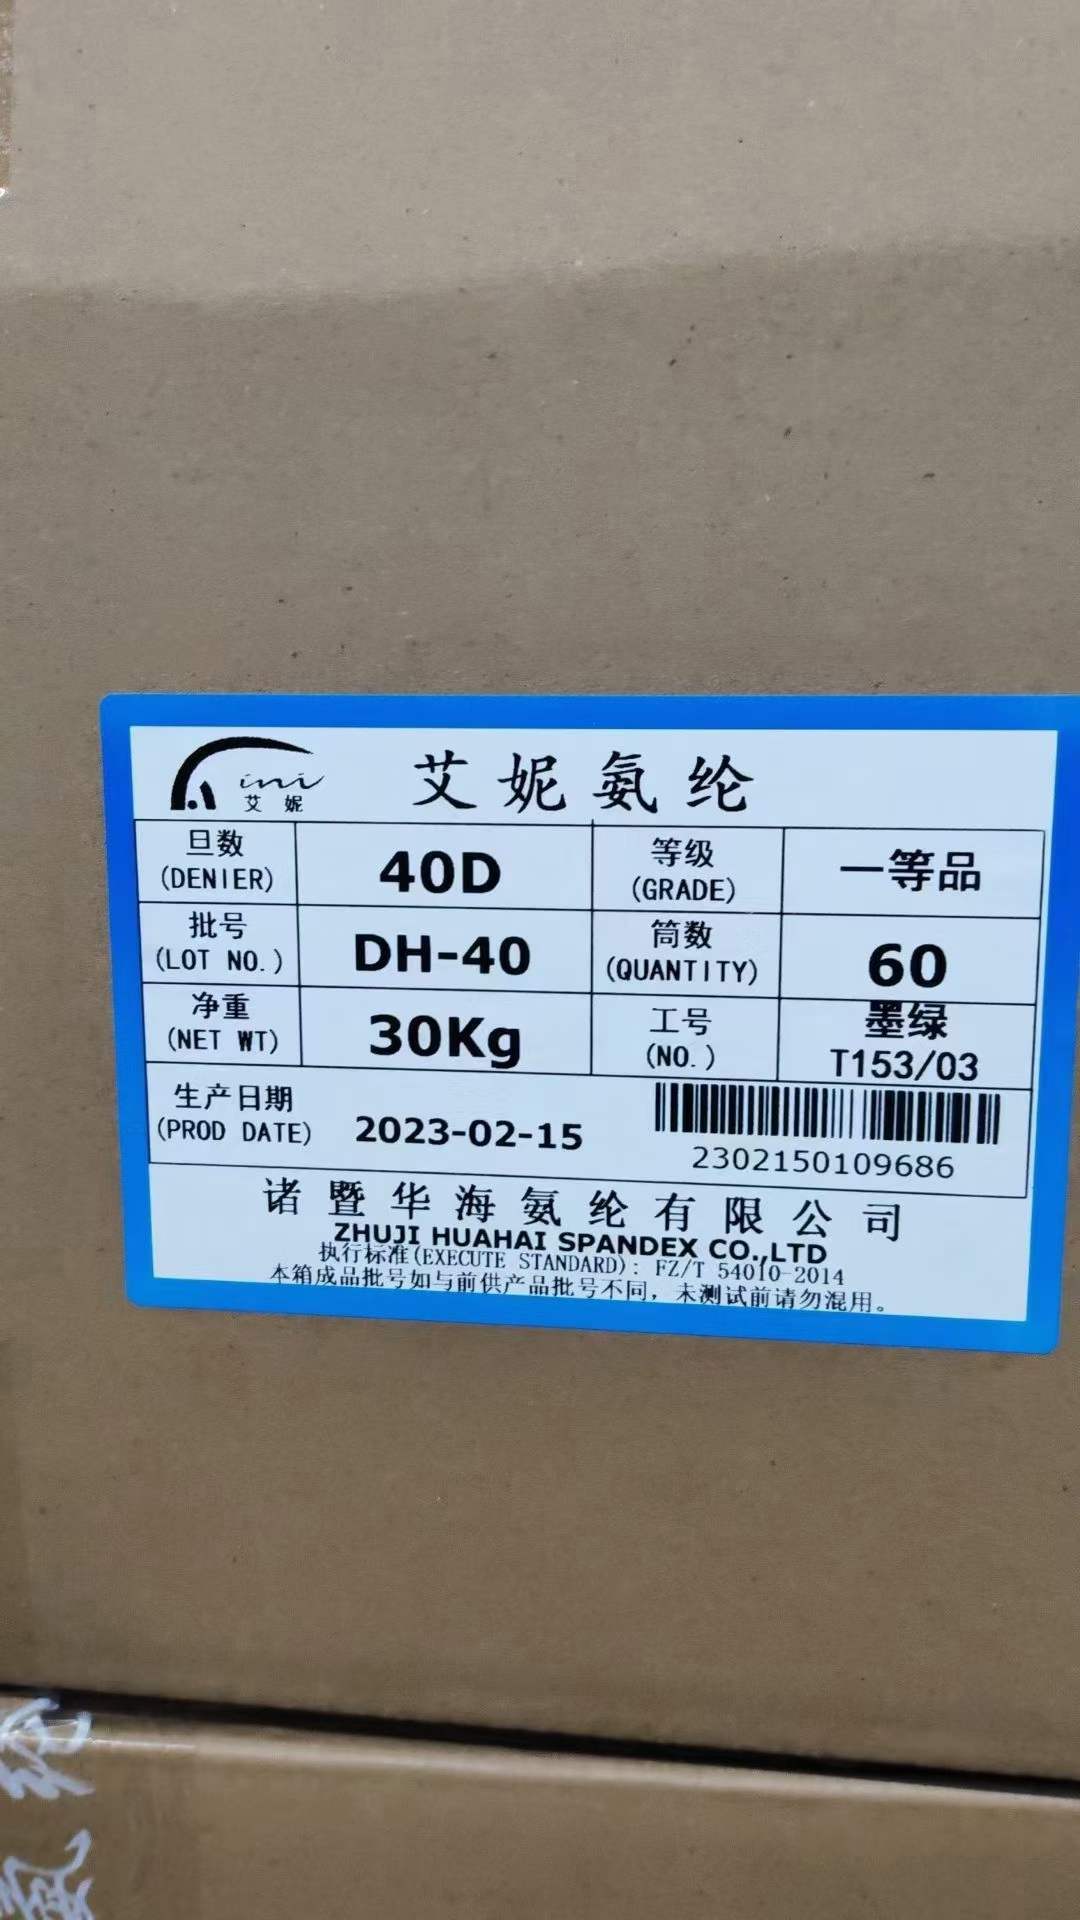 Aini
艾妮
艾妮氨纶
旦数
(DENIER)
40D
等级
(GRADE)
一等品
批号
(LOT NO.)
DH-40
筒数
(QUANTITY)
60
净重
(NET WT)
30Kg
工号
(NO.)
墨绿
T153/03
生产日期
(PROD DATE)
2023-02-15
2302150109686
诸暨华海氨纶有限公司
ZHUJI HUAHAI SPANDEX CO.,LTD
执行标准(EXECUTE STANDARD): FZ/T 54010-2014
本箱成品批号如与前供产品批号不同，未测试前请勿混用。